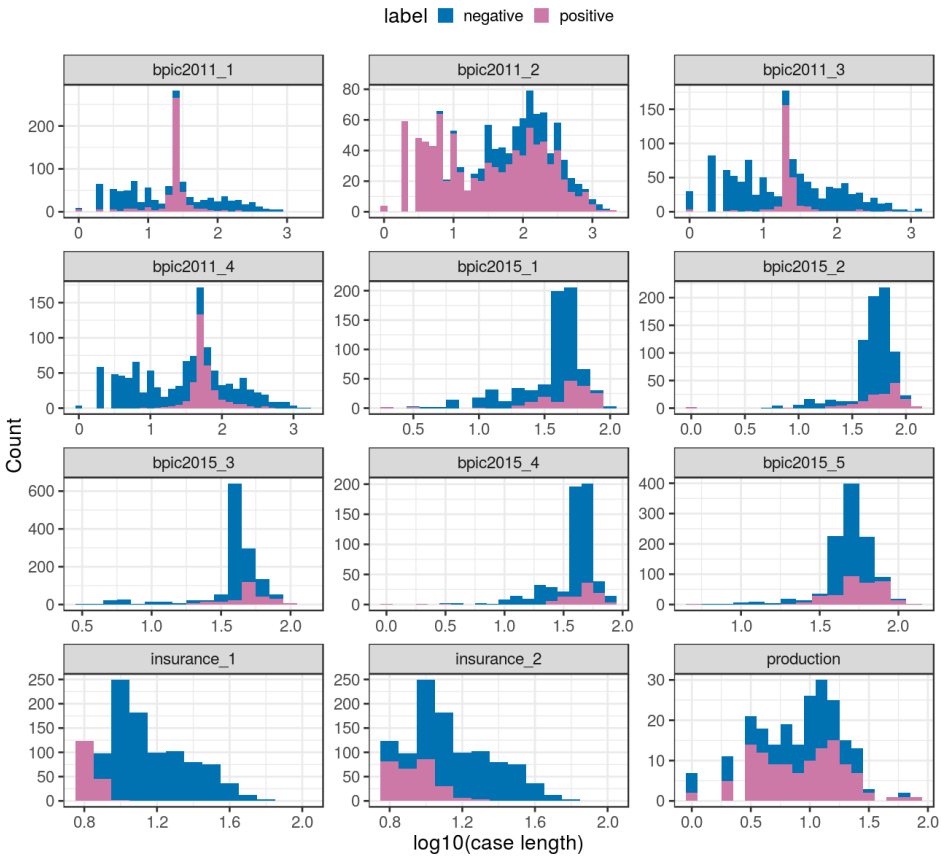 label negative positive
bpic2011_1 bpic2011_2 bpic2011_3
200
100
0
0 1 2 3
80
60
40
20
0
0 1 2 3
150
100
50
0
0 1 2 3
bpic2011_4 bpic2015_1 bpic2015_2
150
100
50
0
0 1 2 3
200
150
100
50
0
0.0 0.5 1.0 1.5 2.0
200
150
100
50
0
0.0 0.5 1.0 1.5 2.0
Count
bpic2015_3 bpic2015_4 bpic2015_5
600
400
200
0
0.5 1.0 1.5 2.0
200
150
100
50
0
0.0 0.5 1.0 1.5 2.0
400
300
200
100
0
1.0 1.5 2.0
insurance_1 insurance_2 production
250
200
150
100
50
0
0.8 1.2 1.6 2.0
250
200
150
100
50
0
0.8 1.2 1.6 2.0
30
20
10
0
0.0 0.5 1.0 1.5 2.0
log10(case length)